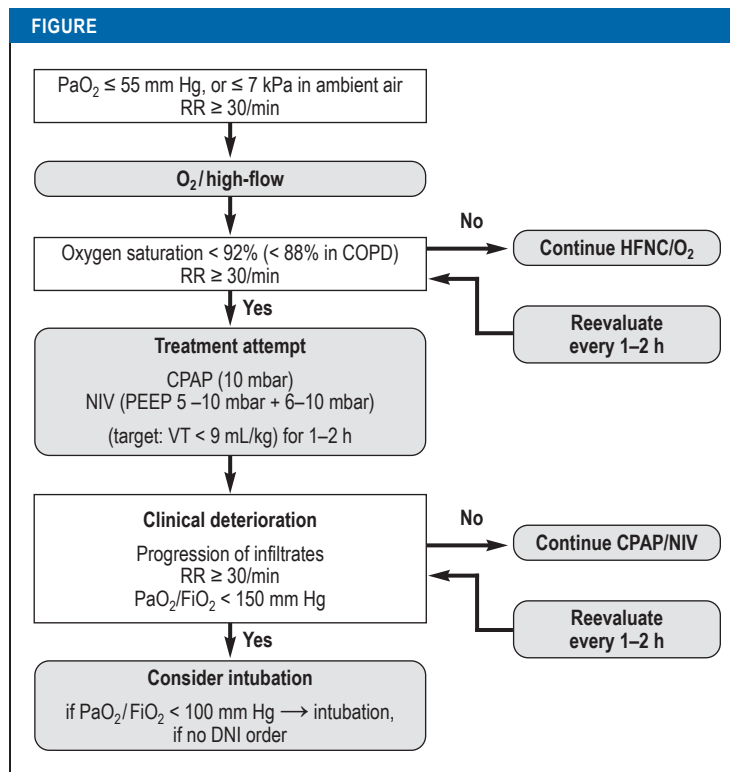 FIGURE
PaO₂ ≤ 55 mm Hg, or ≤ 7 kPa in ambient air
RR ≥ 30/min
O₂/high-flow
Oxygen saturation < 92% (< 88% in COPD)
RR ≥ 30/min
No
Continue HFNC/O₂
Reevaluate
every 1–2 h
Yes
Treatment attempt
CPAP (10 mbar)
NIV (PEEP 5 –10 mbar + 6–10 mbar)
(target: VT < 9 mL/kg) for 1–2 h
Clinical deterioration
Progression of infiltrates
RR ≥ 30/min
PaO₂/FiO₂ < 150 mm Hg
No
Continue CPAP/NIV
Reevaluate
every 1–2 h
Yes
Consider intubation
if PaO₂/FiO₂ < 100 mm Hg → intubation,
if no DNI order